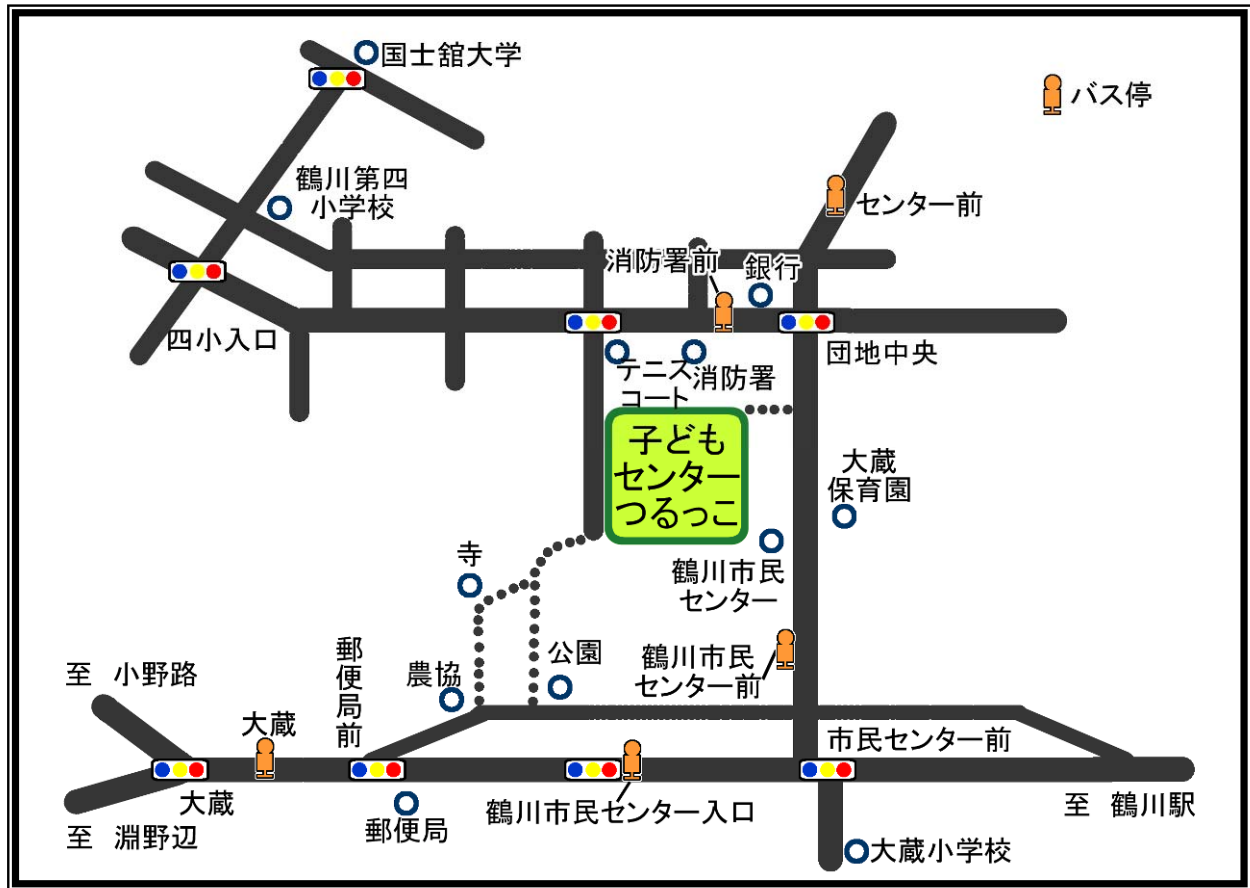 国士舘大学
バス停
鶴川第四
小学校
センター前
消防署前
銀行
四小入口
団地中央
テニス
コート
消防署
子ども
センター
つるっこ
大蔵
保育園
鶴川市民
センター
寺
公園
農協
郵便局前
鶴川市民
センター前
至 小野路
大蔵
市民センター前
大蔵
鶴川市民センター入口
至 鶴川駅
至 淵野辺
郵便局
大蔵小学校